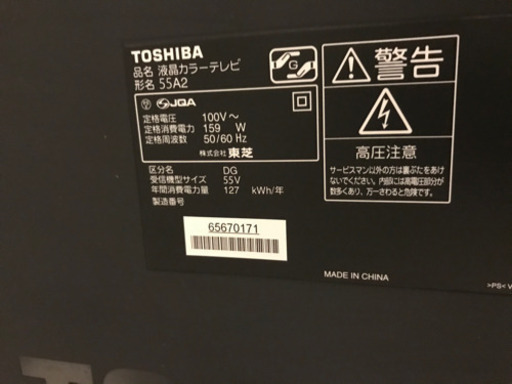 TOSHIBA
品名 液晶カラーテレビ
形名 55A2
G
JQA
定格電圧 100V〜
定格消費電力 159 W
定格周波数 50/60 Hz
株式会社 東芝
区分名 DG
受信機型サイズ 55V
年間消費電力量 127 kWh/年
製造番号
65670171
警告
高圧注意
サービスマン以外の方は裏ぶたをあけ
ないでください。内部には高電圧部分が
数多くあり、万一さわると危険です。
MADE IN CHINA
>PS<